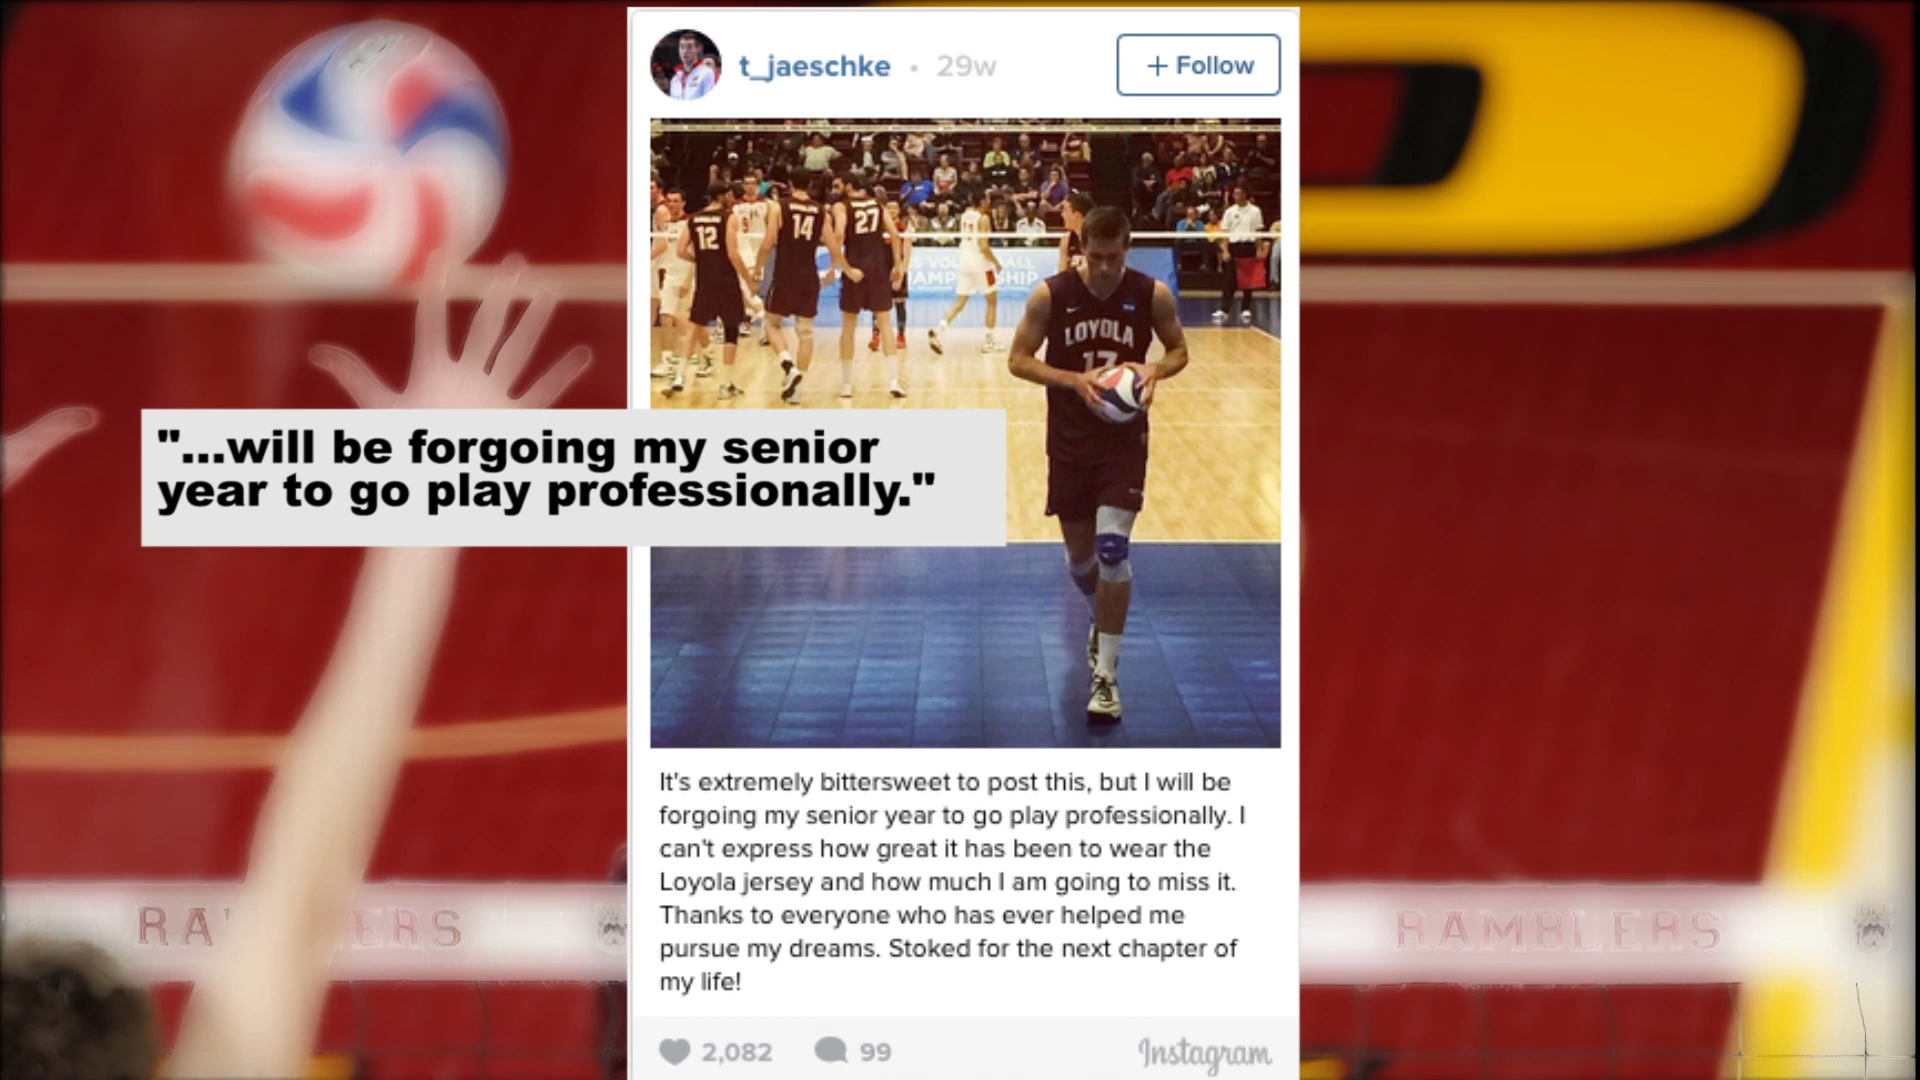 t_jaeschke • 29w
+ Follow
12
14
27
LOYOLA
17
"...will be forgoing my senior
year to go play professionally."
It's extremely bittersweet to post this, but I will be
forgoing my senior year to go play professionally. I
can't express how great it has been to wear the
Loyola jersey and how much I am going to miss it.
Thanks to everyone who has ever helped me
pursue my dreams. Stoked for the next chapter of
my life!
RAMBLERS
2,082 99 Instagram